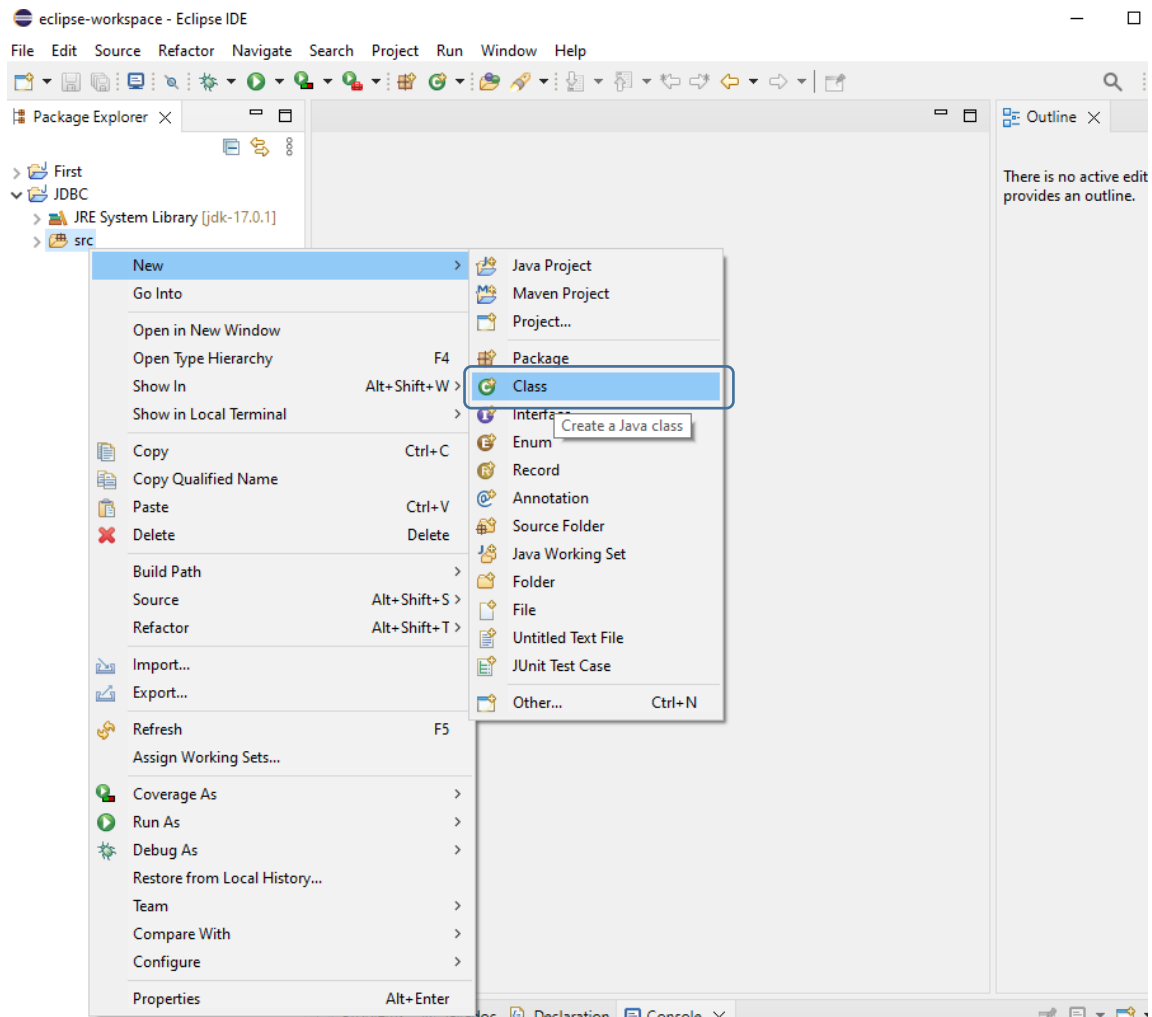 eclipse-workspace - Eclipse IDE
File Edit Source Refactor Navigate Search Project Run Window Help
Package Explorer
Outline
First
JDBC
JRE System Library [jdk-17.0.1]
src
There is no active edit
provides an outline.
New
Go Into
Open in New Window
Open Type Hierarchy F4
Show In Alt+Shift+W
Show in Local Terminal
Copy Ctrl+C
Copy Qualified Name
Paste Ctrl+V
Delete Delete
Build Path
Source Alt+Shift+S
Refactor Alt+Shift+T
Import...
Export...
Refresh F5
Assign Working Sets...
Coverage As
Run As
Debug As
Restore from Local History...
Team
Compare With
Configure
Properties Alt+Enter
Java Project
Maven Project
Project...
Package
Class
Interface
Create a Java class
Enum
Record
Annotation
Source Folder
Java Working Set
Folder
File
Untitled Text File
JUnit Test Case
Other... Ctrl+N
Declaration
Console